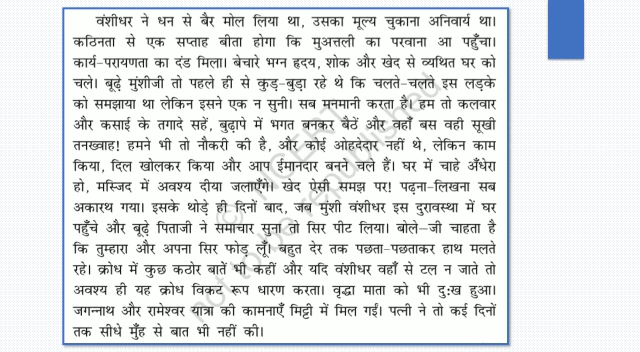 वंशीधर ने धन से बैर मोल लिया था, उसका मूल्य चुकाना अनिवार्य था।
कठिनता से एक सप्ताह बीता होगा कि मुअत्तली का परवाना आ पहुँचा।
कार्य-परायणता का दंड मिला। बेचारे भग्न हृदय, शोक और खेद से व्यथित घर को
चले। बूढ़े मुंशीजी तो पहले ही से कुड़-बुड़ा रहे थे कि चलते-चलते इस लड़के
को समझाया था लेकिन इसने एक न सुनी। सब मनमानी करता है। हम तो कलवार
और कसाई के तगादे सहें, बुढ़ापे में भगत बनकर बैठें और वहाँ बस वही सूखी
तनख्वाह! हमने भी तो नौकरी की है, और कोई ओहदेदार नहीं थे, लेकिन काम
किया, दिल खोलकर किया और आप ईमानदार बनने चले हैं। घर में चाहे अँधेरा
हो, मस्जिद में अवश्य दीया जलाएँगे। खेद ऐसी समझ पर! पढ़ना-लिखना सब
अकारथ गया। इसके थोड़े ही दिनों बाद, जब मुंशी वंशीधर इस दुरावस्था में घर
पहुँचे और बूढ़े पिताजी ने समाचार सुना तो सिर पीट लिया। बोले—जी चाहता है
कि तुम्हारा और अपना सिर फोड़ लूँ। बहुत देर तक पछता-पछताकर हाथ मलते
रहे। क्रोध में कुछ कठोर बातें भी कहीं और यदि वंशीधर वहाँ से टल न जाते तो
अवश्य ही यह क्रोध विकट रूप धारण करता। वृद्धा माता को भी दु:ख हुआ।
जगन्नाथ और रामेश्वर यात्रा की कामनाएँ मिट्टी में मिल गईं। पत्नी ने तो कई दिनों
तक सीधे मुँह से बात भी नहीं की।
© NCERT
not to be republished